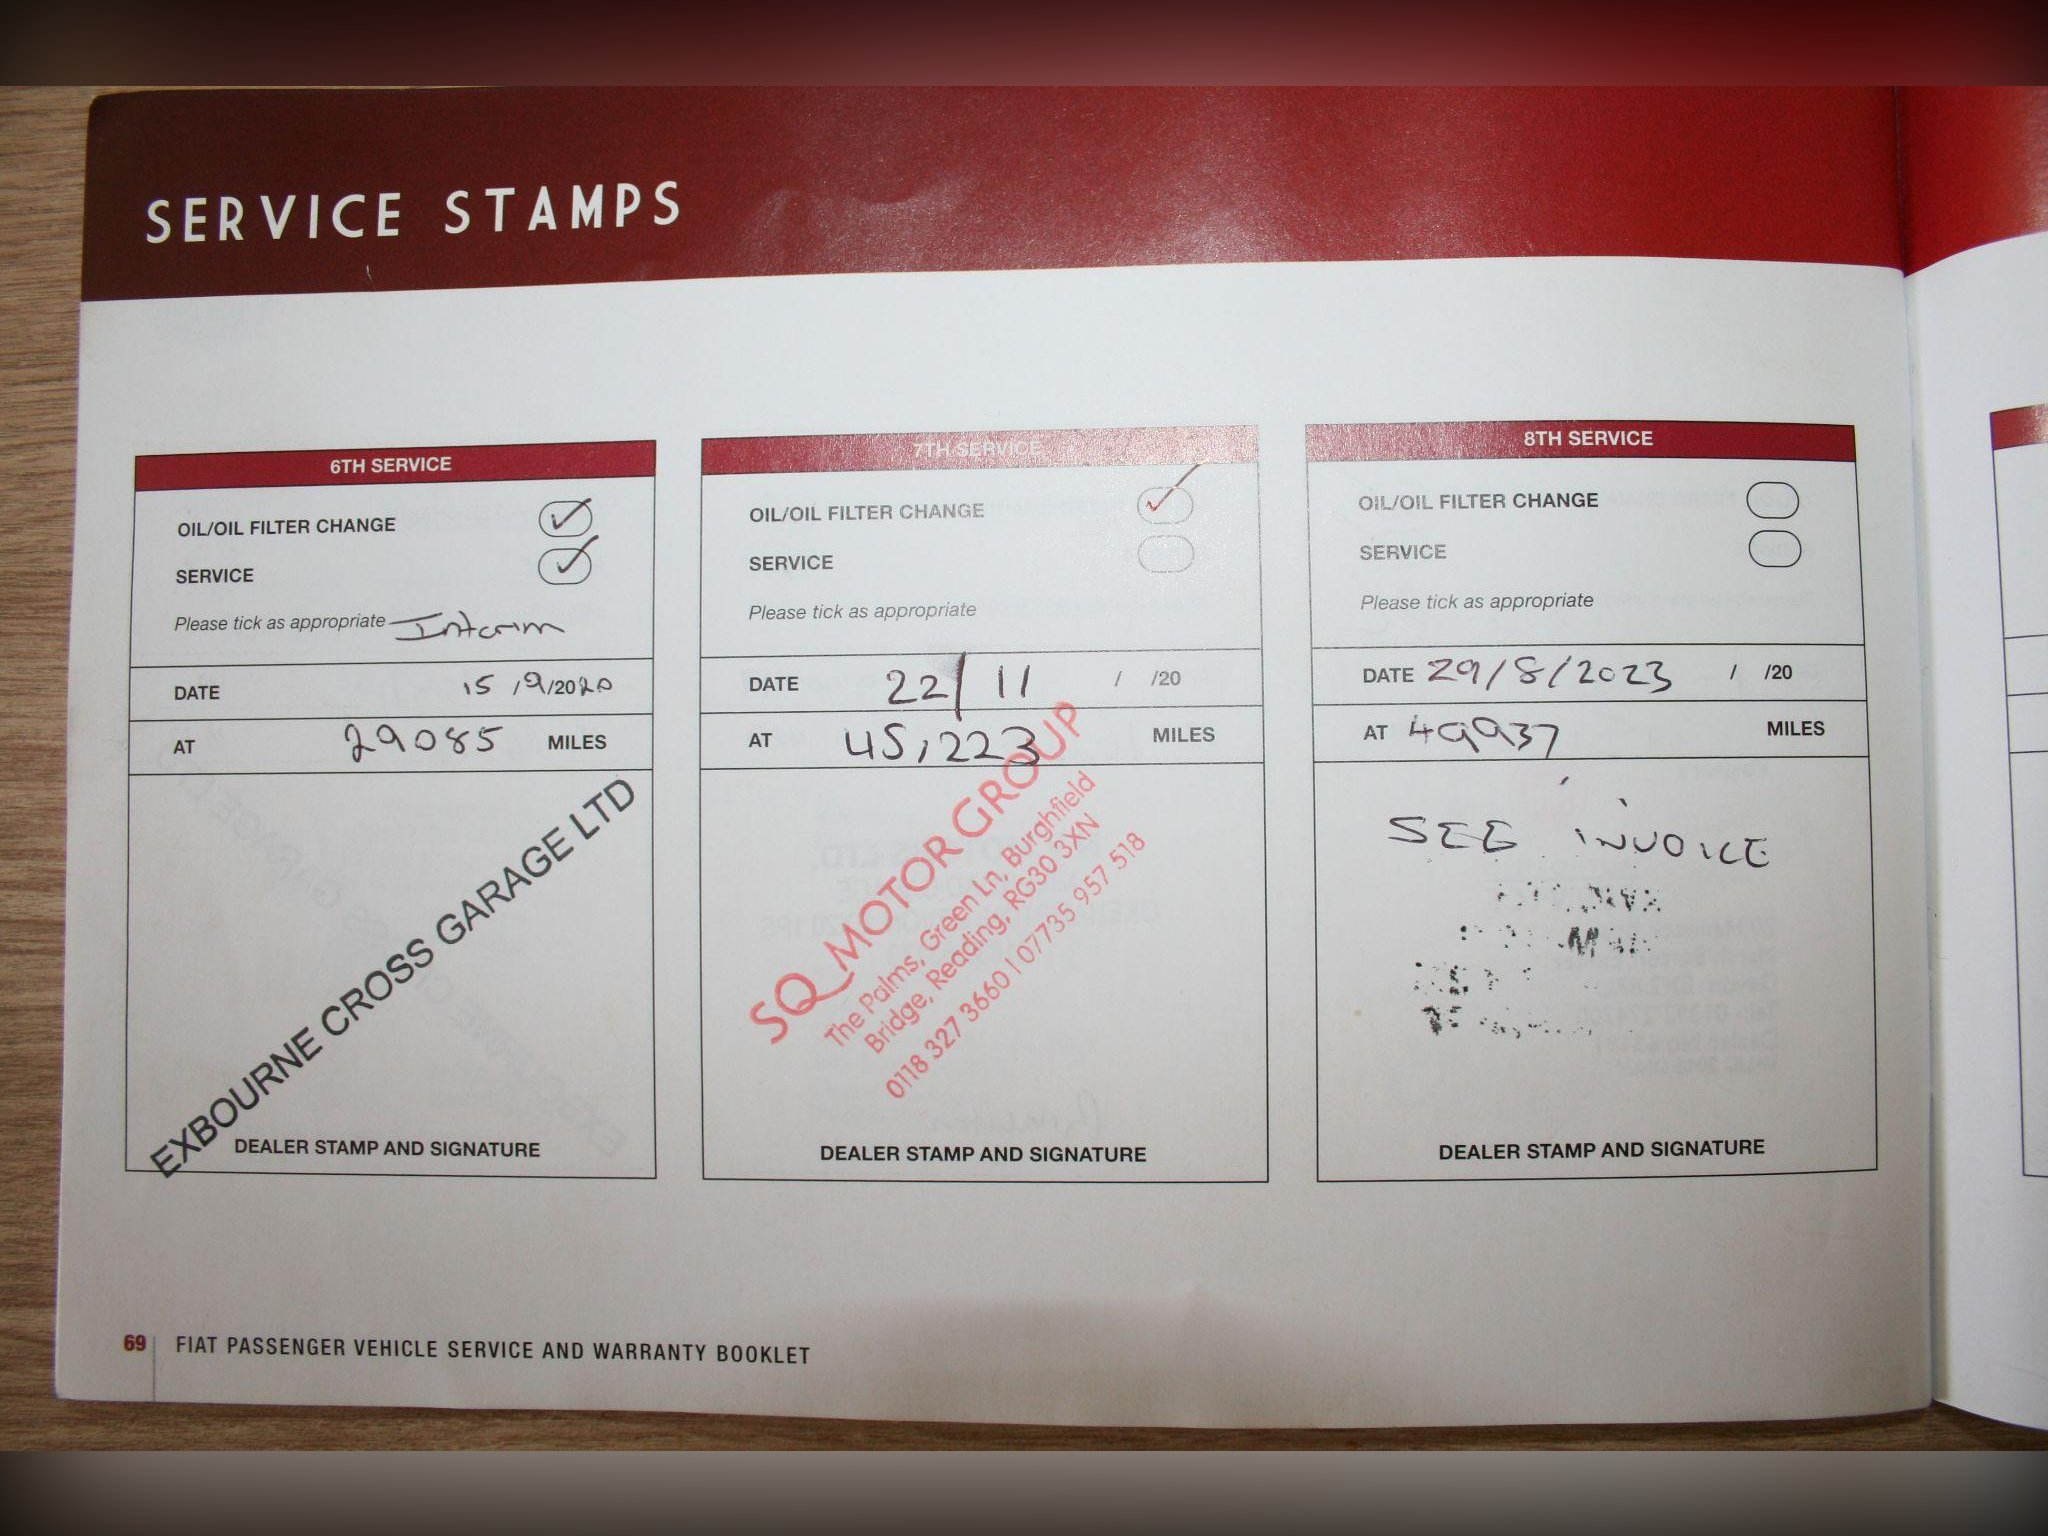 SERVICE STAMPS
6TH SERVICE
OIL/OIL FILTER CHANGE
SERVICE
Please tick as appropriate Interim
DATE 15 /9/2020
AT 29085 MILES
EXBOURNE CROSS GARAGE LTD
DEALER STAMP AND SIGNATURE
7TH SERVICE
OIL/OIL FILTER CHANGE
SERVICE
Please tick as appropriate
DATE 22/11 / /20
AT 45,223 MILES
SQ MOTOR GROUP
The Palms, Green Ln, Burghfield
Bridge, Reading, RG30 3XN
0118 327 3660 | 07735 957 518
DEALER STAMP AND SIGNATURE
8TH SERVICE
OIL/OIL FILTER CHANGE
SERVICE
Please tick as appropriate
DATE 29/8/2023 / /20
AT 49937 MILES
SEE INVOICE
DEALER STAMP AND SIGNATURE
69 FIAT PASSENGER VEHICLE SERVICE AND WARRANTY BOOKLET